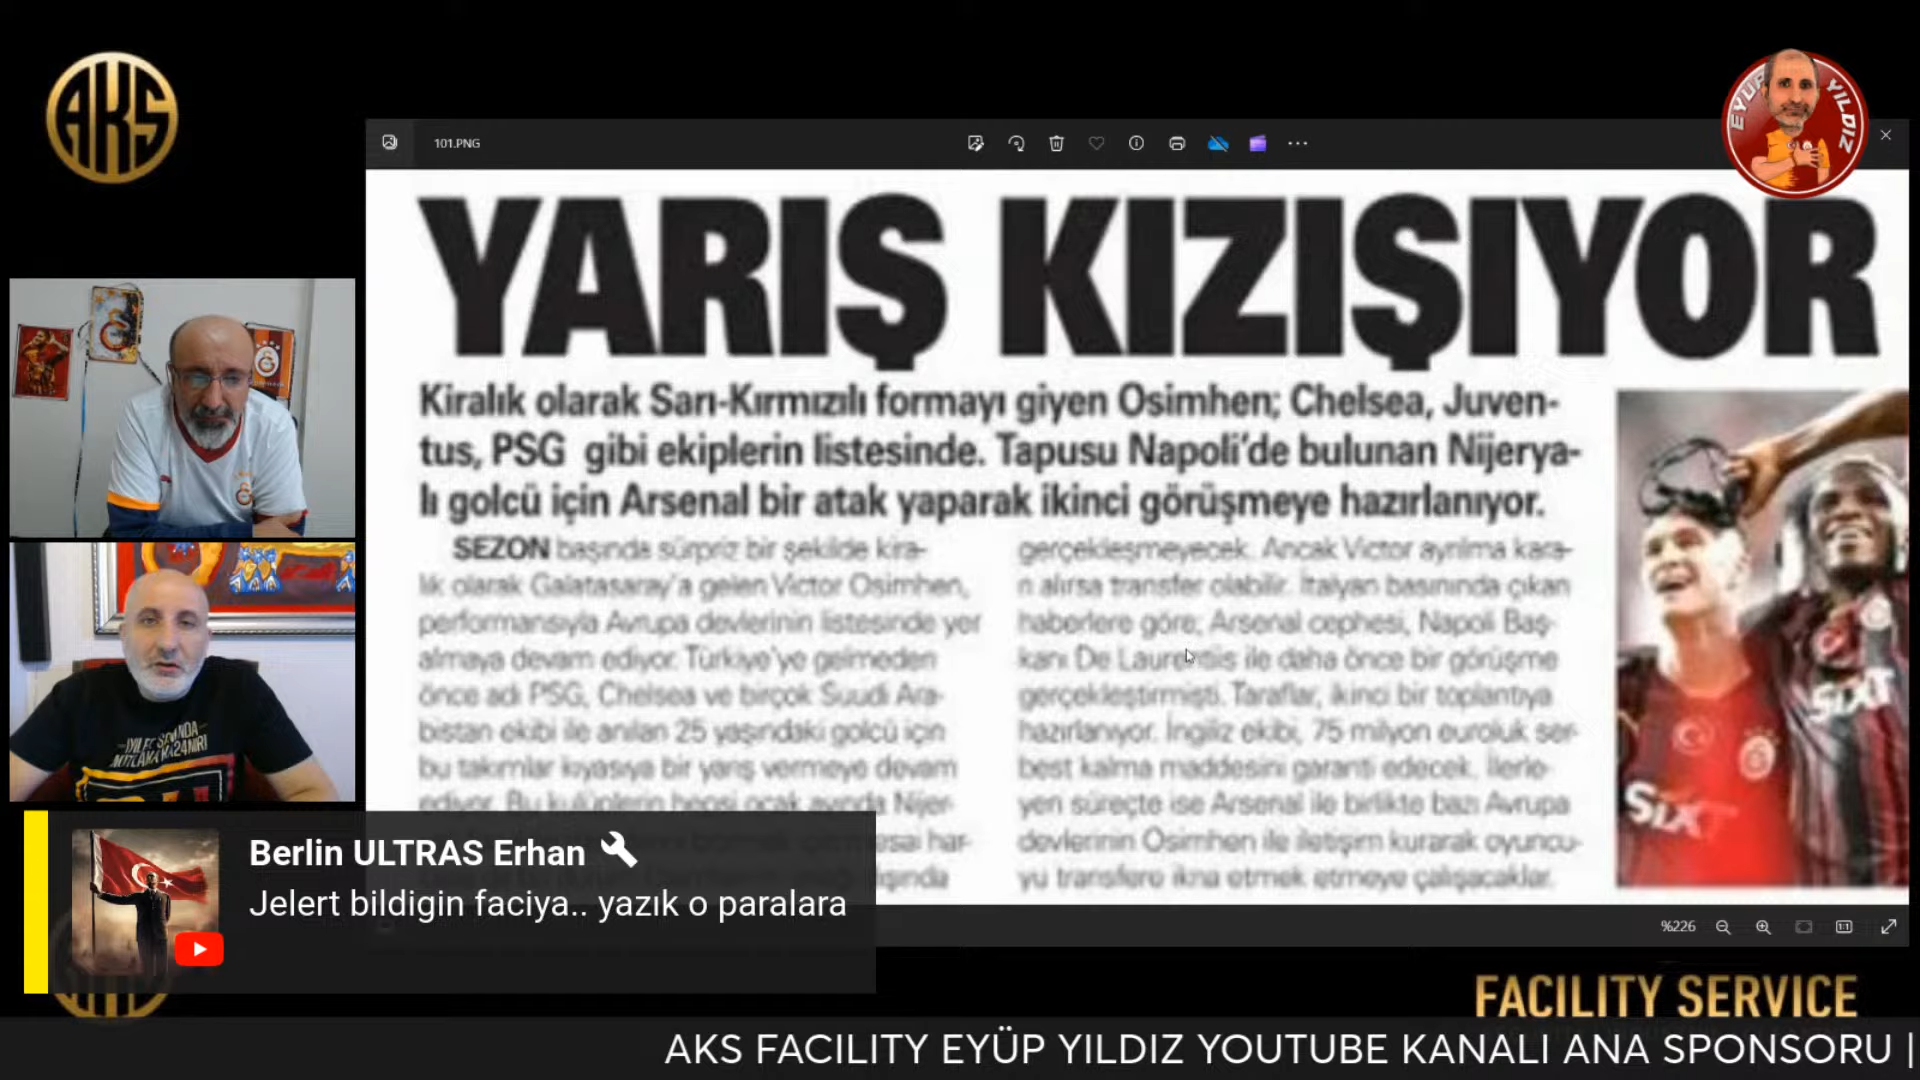 AKS
EYÜP YILDIZ
101.PNG
YARIŞ KIZIŞIYOR
Kiralık olarak Sarı-Kırmızılı formayı giyen Osimhen; Chelsea, Juven-
tus, PSG gibi ekiplerin listesinde. Tapusu Napoli'de bulunan Nijerya-
lı golcü için Arsenal bir atak yaparak ikinci görüşmeye hazırlanıyor.
SEZON başında sürpriz bir şekilde kira-
lık olarak Galatasaray'a gelen Victor Osimhen,
performansıyla Avrupa devlerinin listesinde yer
almaya devam ediyor. Türkiye'ye gelmeden
önce adı PSG, Chelsea ve birçok Suudi Ara-
bistan ekibi ile anılan 25 yaşındaki golcü için
bu takımlar kıyasıya bir yarış vermeye devam
ediyor. Bu kulüplerin hepsi ocak ayında Nijer-
gerçekleşmeyecek. Ancak Victor ayrılma kara-
rı alırsa transfer olabilir. İtalyan basınında çıkan
haberlere göre; Arsenal cephesi, Napoli Baş-
kanı De Laurentiis ile daha önce bir görüşme
gerçekleştirmişti. Taraflar, ikinci bir toplantıya
hazırlanıyor. İngiliz ekibi, 75 milyon euroluk ser-
best kalma maddesini garanti edecek. İlerle-
yen süreçte ise Arsenal ile birlikte bazı Avrupa
devlerinin Osimhen ile iletişim kurarak oyuncu-
yu transfere ikna etmek etmeye çalışacaklar.
SIXT
SIXT
Berlin ULTRAS Erhan
Jelert bildigin faciya.. yazık o paralara
%226
FACILITY SERVICE
AKS FACILITY EYÜP YILDIZ YOUTUBE KANALI ANA SPONSORU |